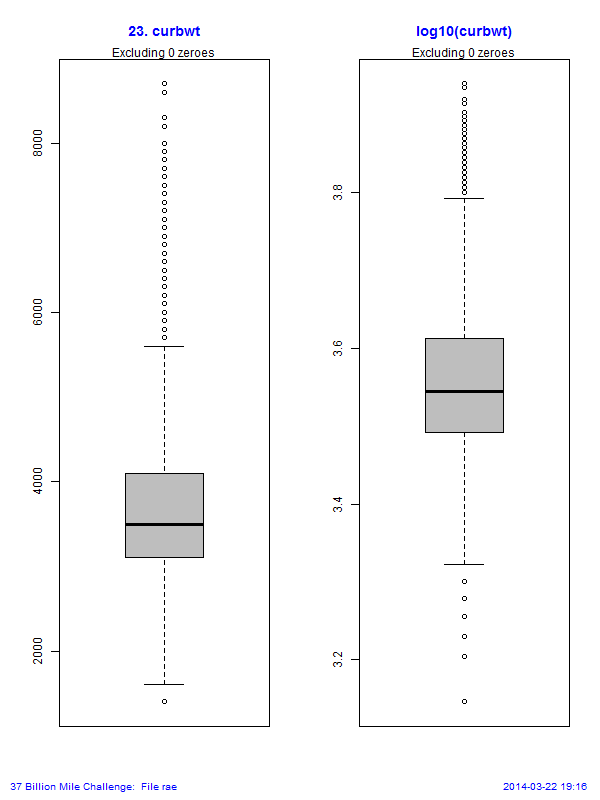 23. curbwt
Excluding 0 zeroes
8000
6000
4000
2000
log10(curbwt)
Excluding 0 zeroes
3.8
3.6
3.4
3.2
37 Billion Mile Challenge: File rae
2014-03-22 19:16